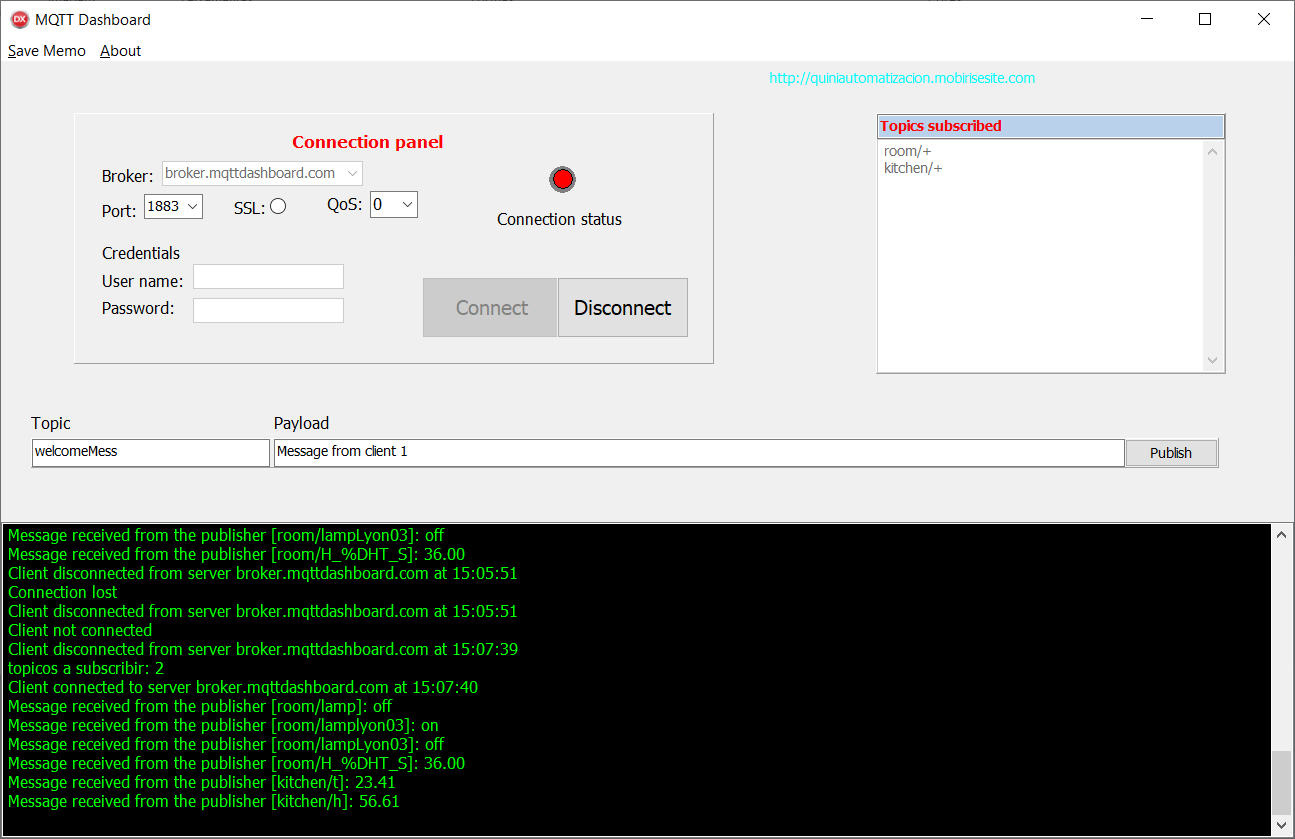 DX MQTT Dashboard
Save Memo About
http://quiniautomatizacion.mobirisesite.com
Connection panel
Broker: broker.mqttdashboard.com
Port: 1883 SSL: QoS: 0
Connection status
Credentials
User name:
Password:
Connect Disconnect
Topics subscribed
room/+
kitchen/+
Topic Payload
welcomeMess Message from client 1 Publish
Message received from the publisher [room/lampLyon03]: off
Message received from the publisher [room/H_%DHT_S]: 36.00
Client disconnected from server broker.mqttdashboard.com at 15:05:51
Connection lost
Client disconnected from server broker.mqttdashboard.com at 15:05:51
Client not connected
Client disconnected from server broker.mqttdashboard.com at 15:07:39
topicos a subscribir: 2
Client connected to server broker.mqttdashboard.com at 15:07:40
Message received from the publisher [room/lamp]: off
Message received from the publisher [room/lamplyon03]: on
Message received from the publisher [room/lampLyon03]: off
Message received from the publisher [room/H_%DHT_S]: 36.00
Message received from the publisher [kitchen/t]: 23.41
Message received from the publisher [kitchen/h]: 56.61